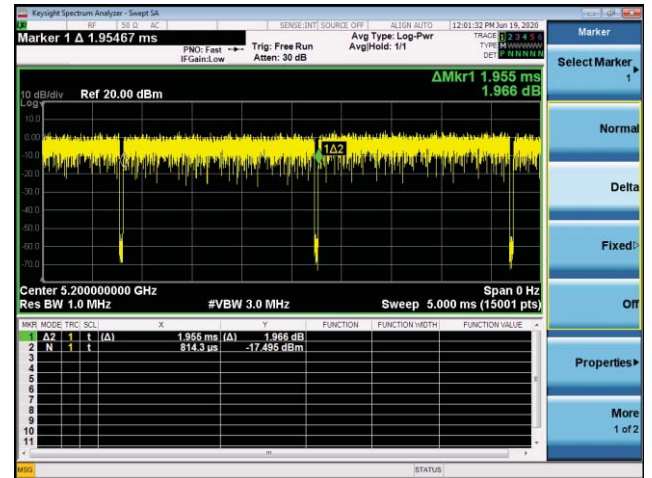 Keysight Spectrum Analyzer - Swept SA
RF 50 Ω AC SENSE:INT SOURCE OFF ALIGN AUTO 12:01:32 PM Jun 19, 2020
Marker 1 Δ 1.95467 ms
PNO: Fast
IFGain:Low
Trig: Free Run
Atten: 30 dB
Avg Type: Log-Pwr
Avg|Hold: 1/1
TRACE 1 2 3 4 5 6
TYPE M W W W W W
DET P N N N N N
ΔMkr1 1.955 ms
1.966 dB
10 dB/div Ref 20.00 dBm
Log
10.0
0.00
-10.0
-20.0
-30.0
-40.0
-50.0
-60.0
-70.0
1Δ2
Center 5.200000000 GHz Span 0 Hz
Res BW 1.0 MHz #VBW 3.0 MHz Sweep 5.000 ms (15001 pts)
MKR MODE TRC SCL X Y FUNCTION FUNCTION WIDTH FUNCTION VALUE
1 Δ2 1 t (Δ) 1.955 ms (Δ) 1.966 dB
2 N 1 t 814.3 µs -17.495 dBm
3
4
5
6
7
8
9
10
11
MSG STATUS
Marker
Select Marker
1
Normal
Delta
Fixed
Off
Properties
More
1 of 2